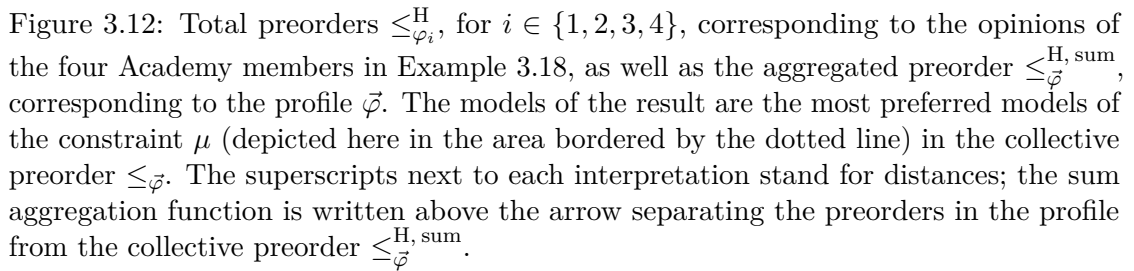 Figure 3.12: Total preorders ≤^H_{φ_i}, for i ∈ {1, 2, 3, 4}, corresponding to the opinions of
the four Academy members in Example 3.18, as well as the aggregated preorder ≤^{H, sum}_{φ⃗},
corresponding to the profile φ⃗. The models of the result are the most preferred models of
the constraint μ (depicted here in the area bordered by the dotted line) in the collective
preorder ≤_{φ⃗}. The superscripts next to each interpretation stand for distances; the sum
aggregation function is written above the arrow separating the preorders in the profile
from the collective preorder ≤^{H, sum}_{φ⃗}.